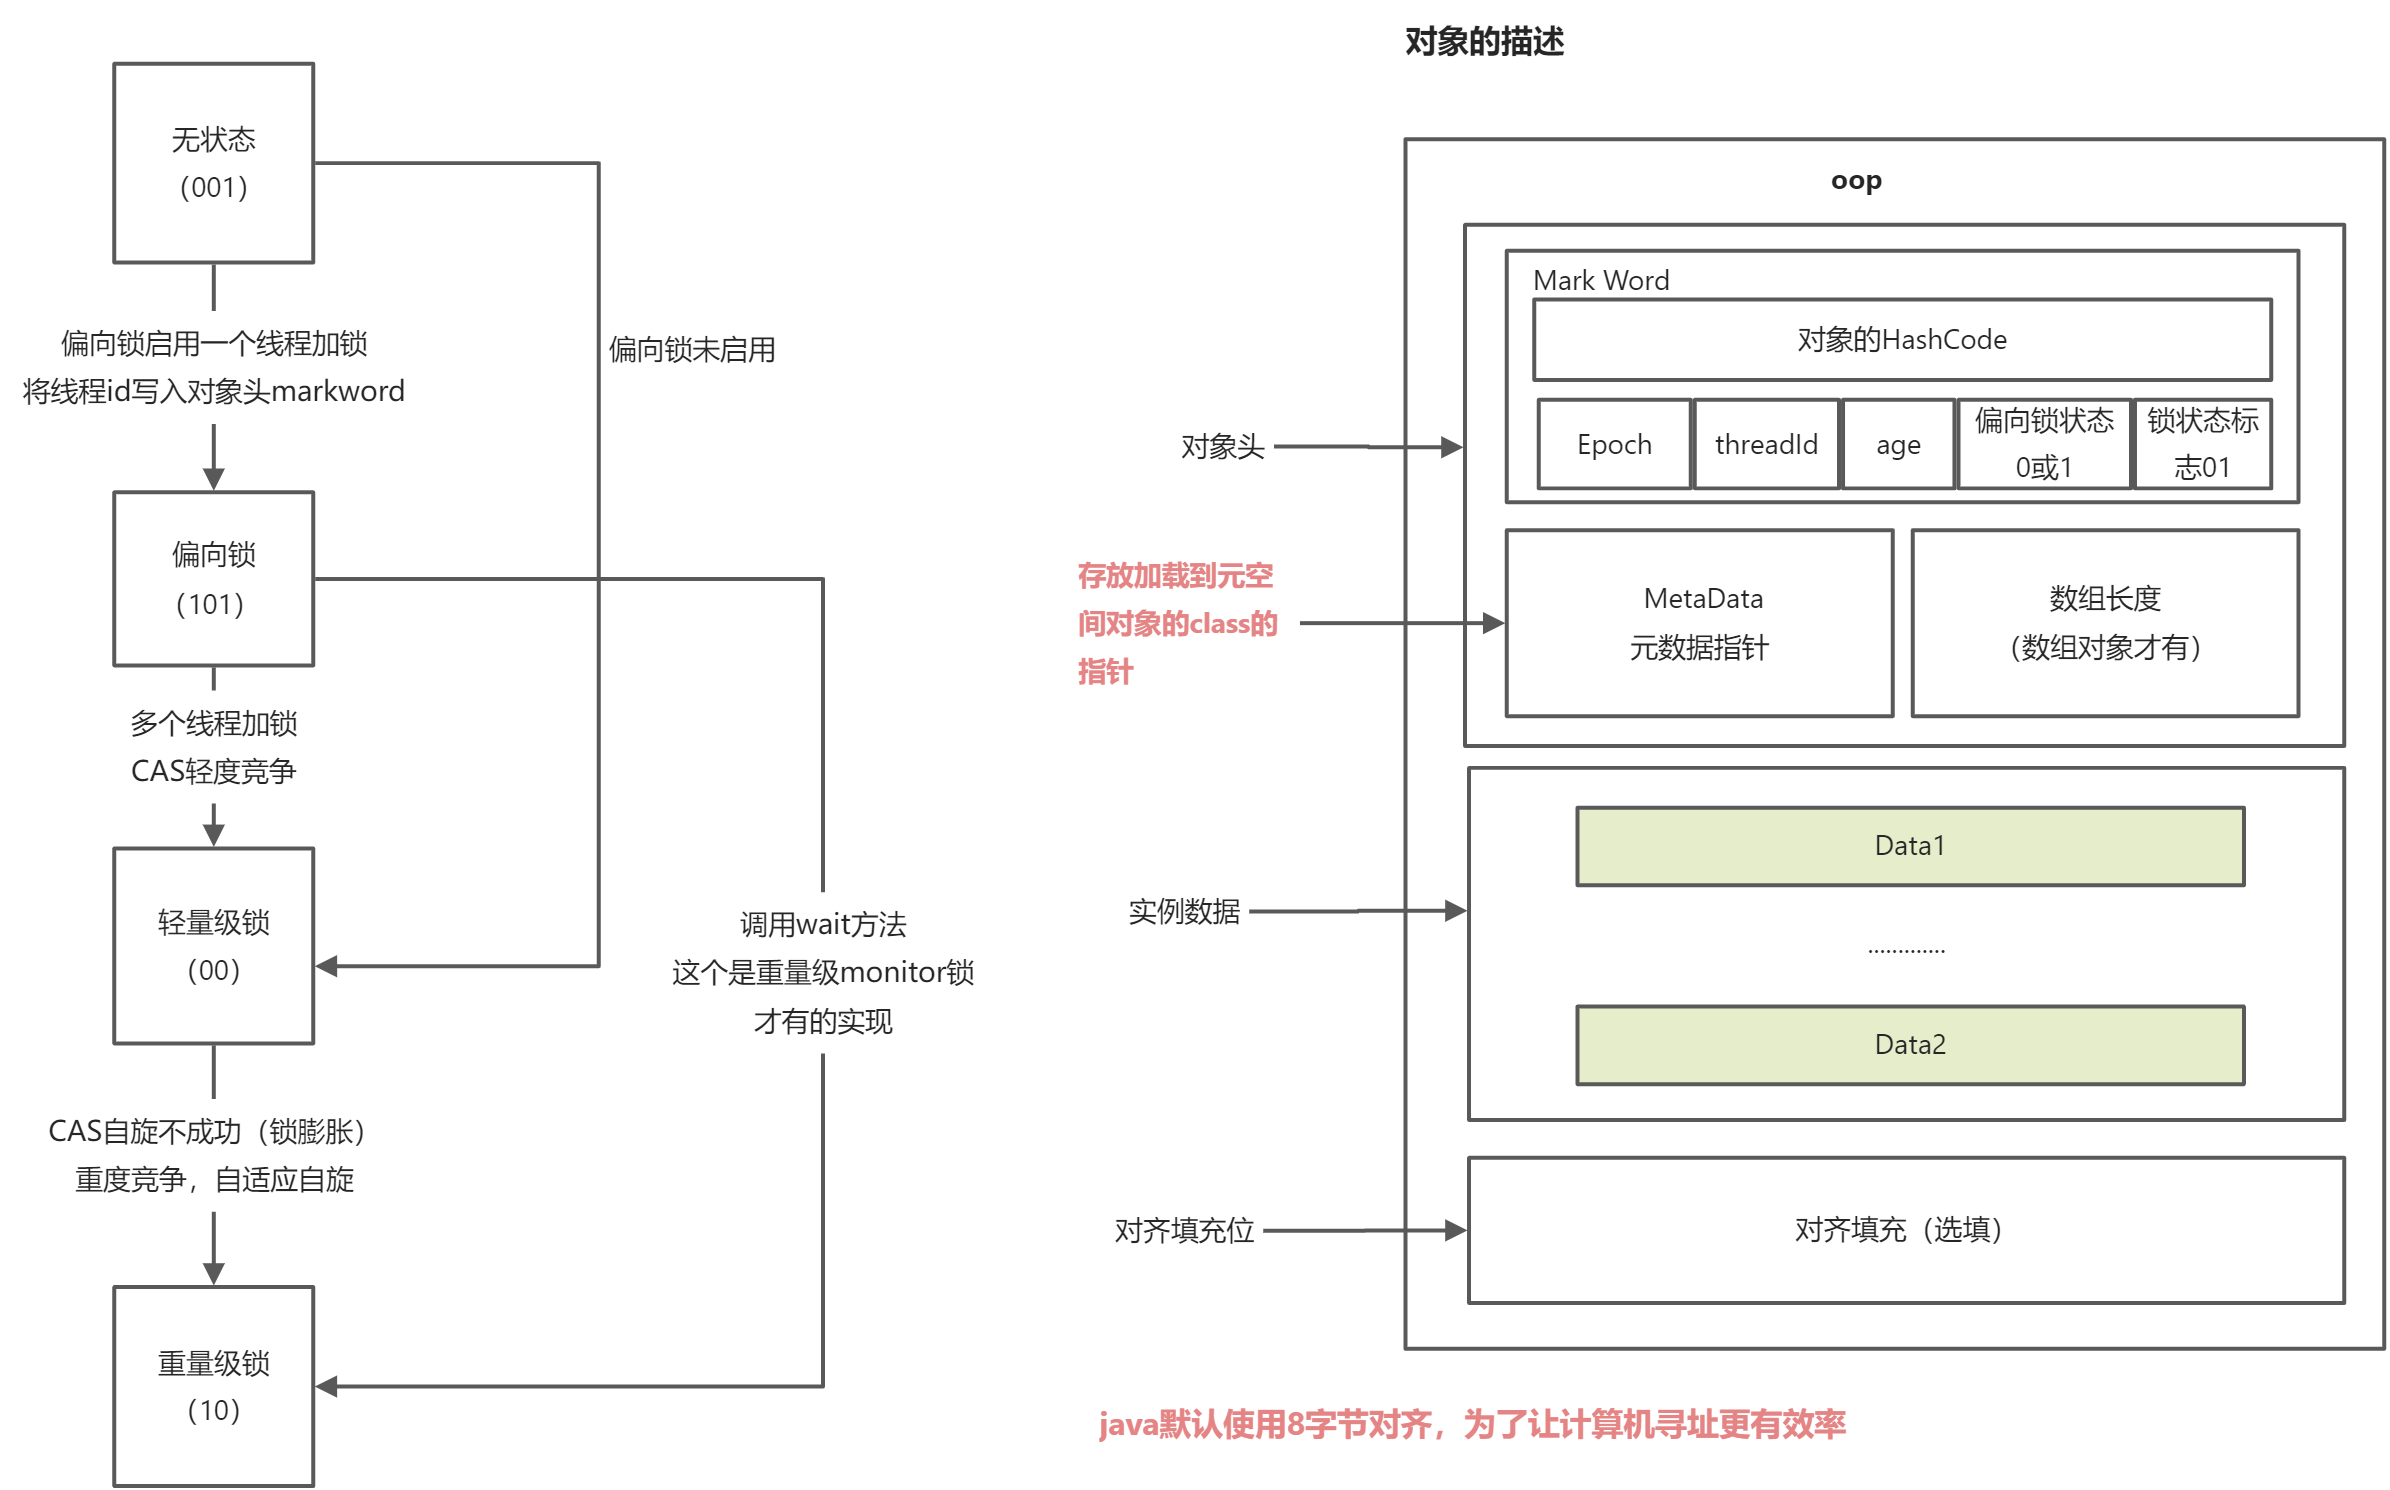 无状态
（001）
偏向锁启用一个线程加锁
将线程id写入对象头markword
偏向锁未启用
偏向锁
（101）
多个线程加锁
CAS轻度竞争
轻量级锁
（00）
调用wait方法
这个是重量级monitor锁
才有的实现
CAS自旋不成功（锁膨胀）
重度竞争，自适应自旋
重量级锁
（10）
对象的描述
oop
Mark Word
对象的HashCode
对象头
Epoch
threadId
age
偏向锁状态
0或1
锁状态标
志01
存放加载到元空
间对象的class的
指针
MetaData
元数据指针
数组长度
（数组对象才有）
实例数据
Data1
.............
Data2
对齐填充位
对齐填充（选填）
java默认使用8字节对齐，为了让计算机寻址更有效率